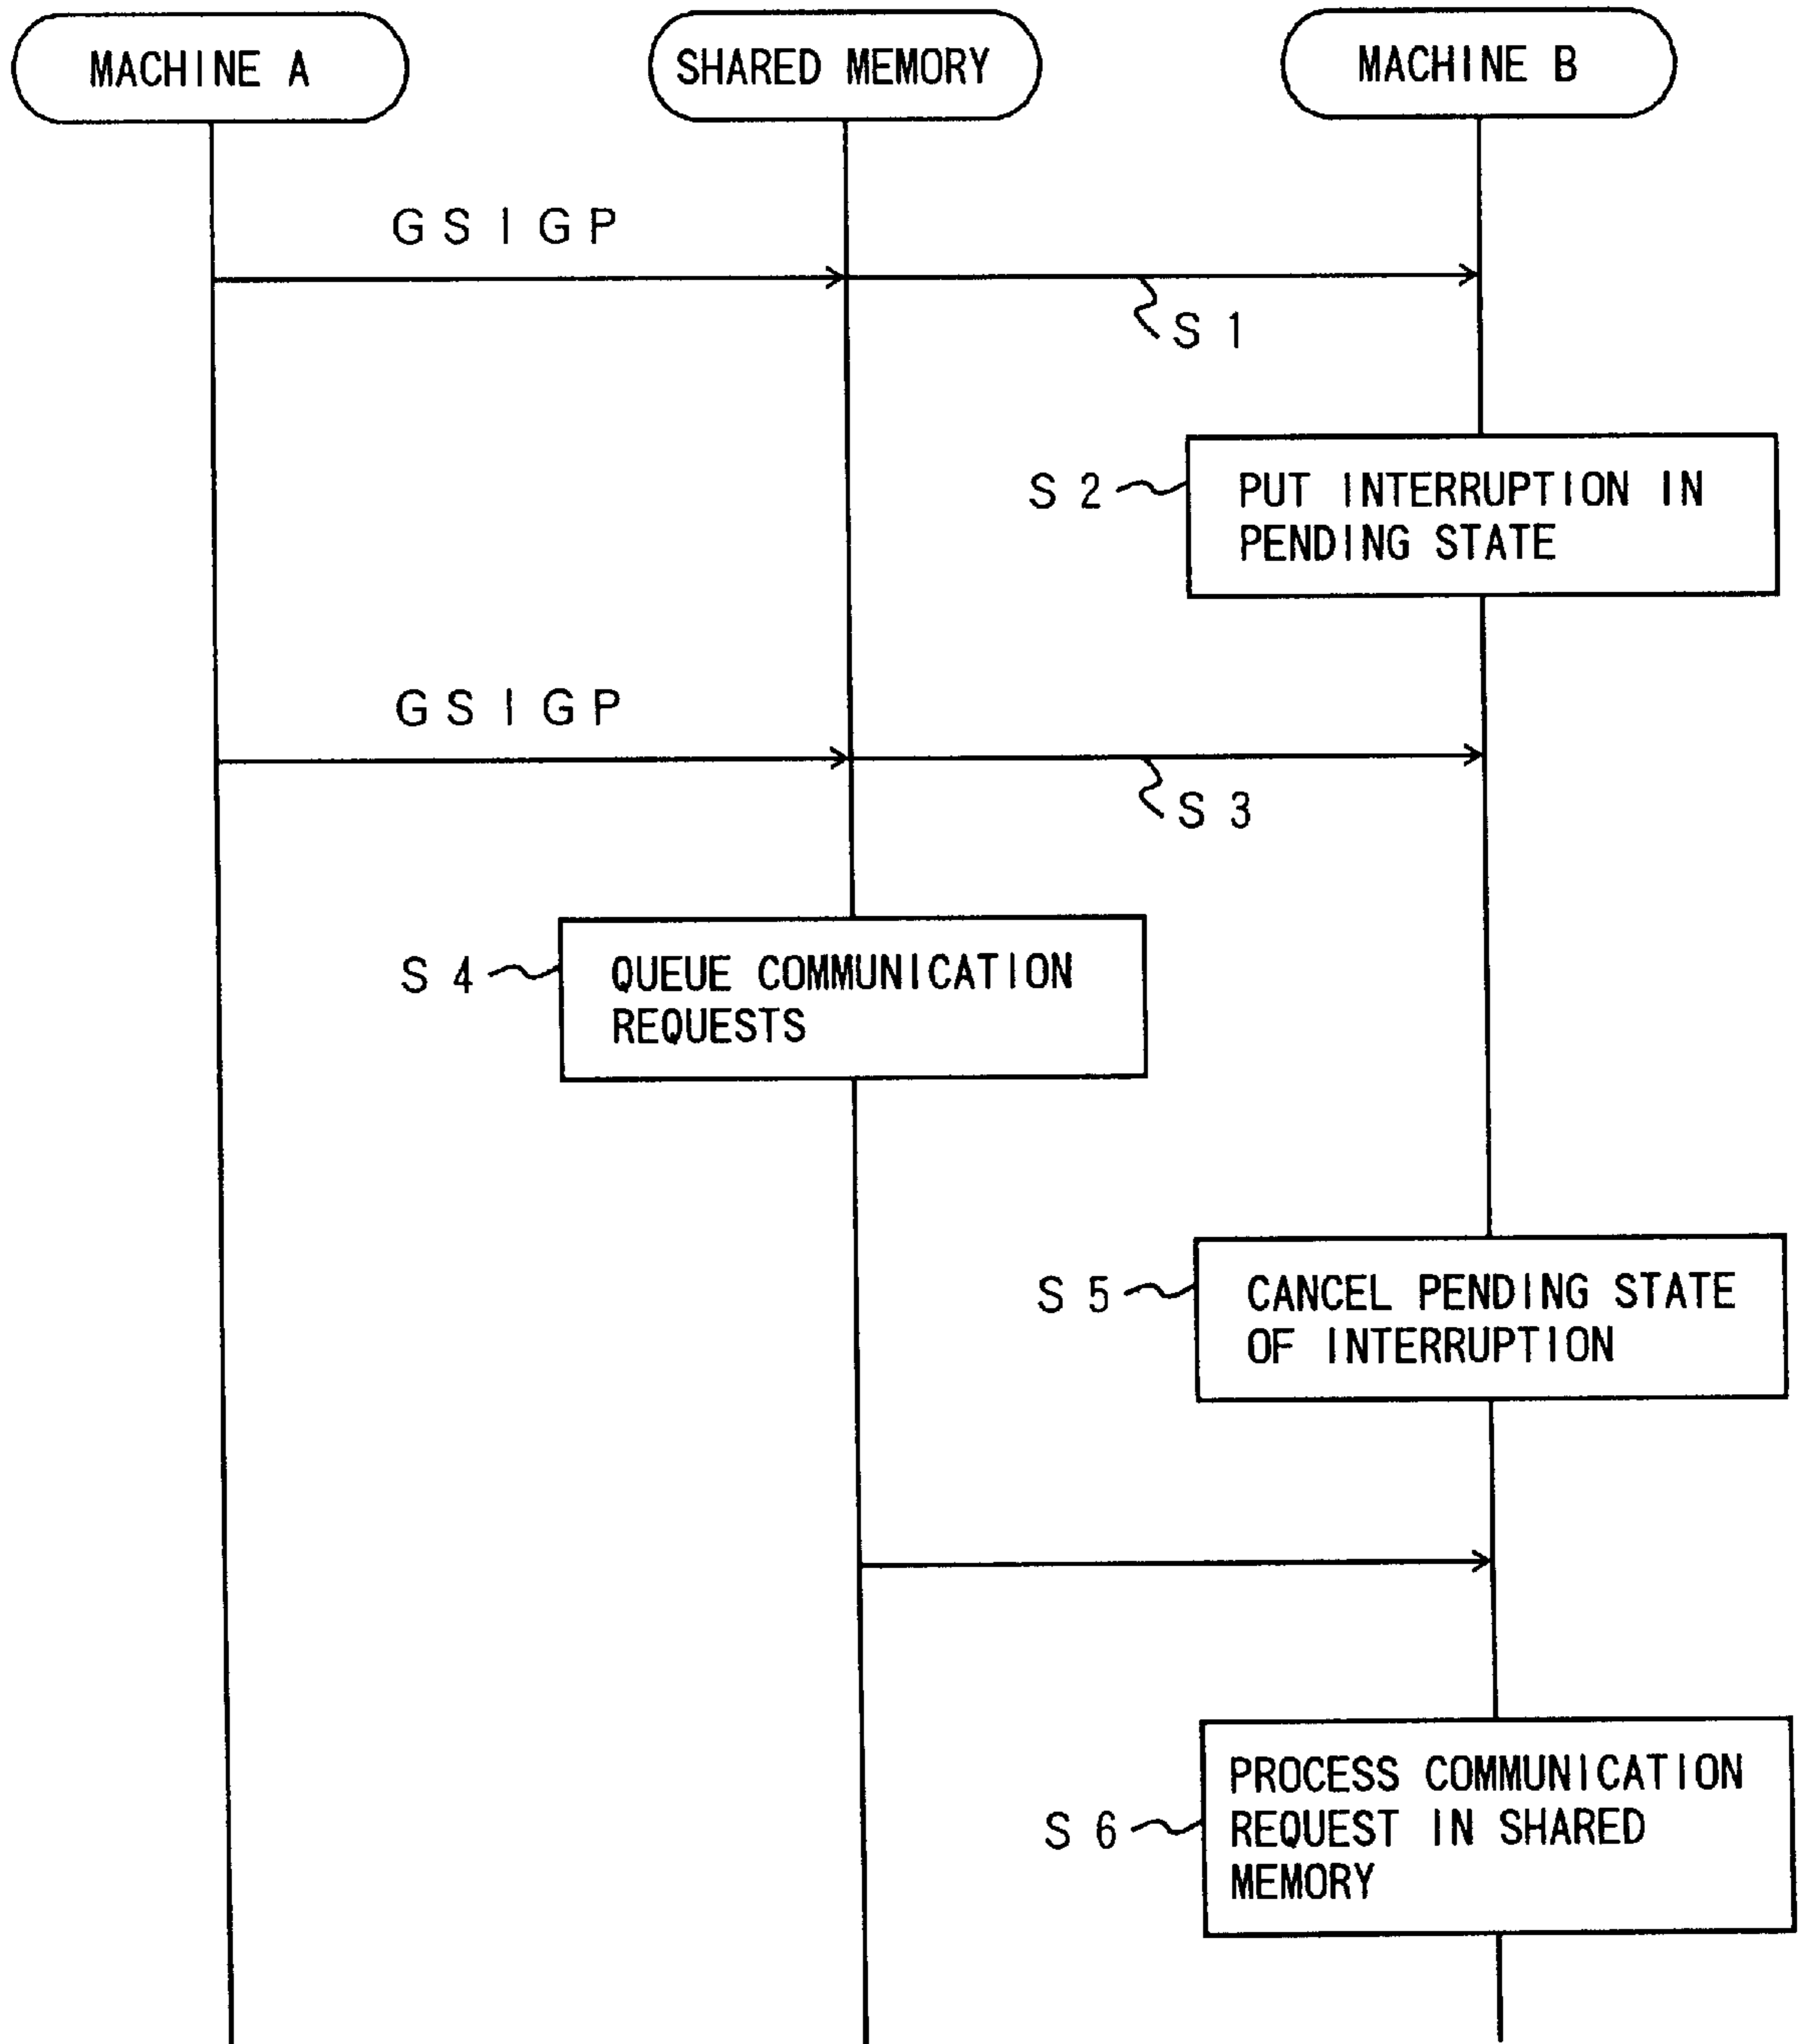 MACHINE A
SHARED MEMORY
MACHINE B
GSIGP
S1
S2
PUT INTERRUPTION IN
PENDING STATE
GSIGP
S3
S4
QUEUE COMMUNICATION
REQUESTS
S5
CANCEL PENDING STATE
OF INTERRUPTION
S6
PROCESS COMMUNICATION
REQUEST IN SHARED
MEMORY